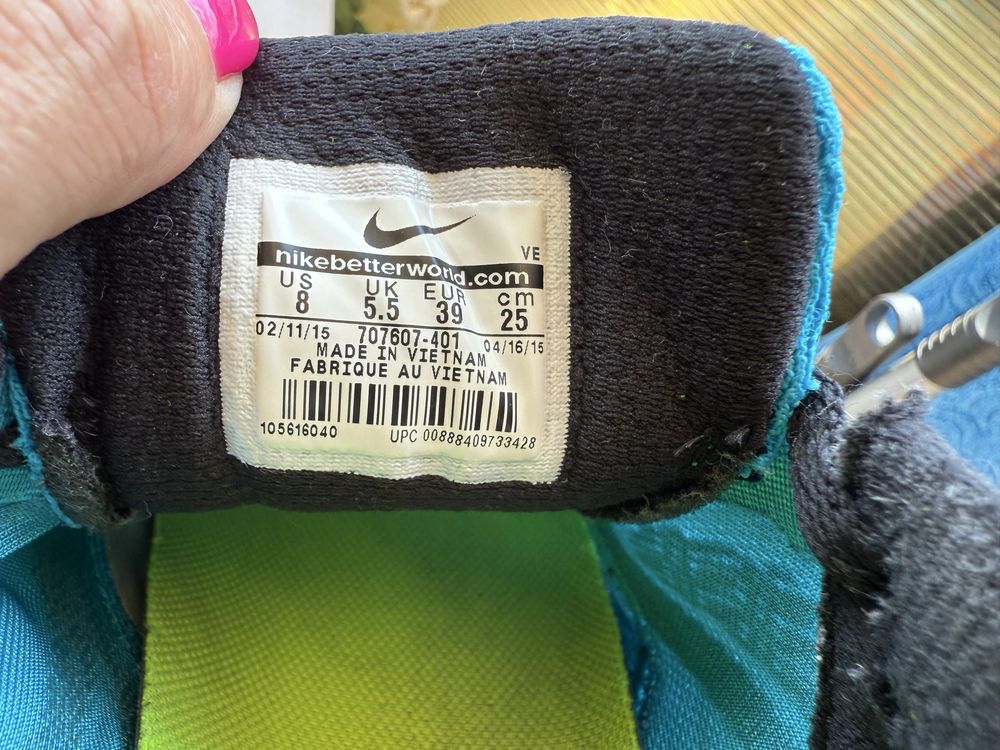 VE
nikebetterworld.com
US UK EUR cm
8 5.5 39 25
02/11/15 707607-401 04/16/15
MADE IN VIETNAM
FABRIQUE AU VIETNAM
105616040 UPC 00888409733428